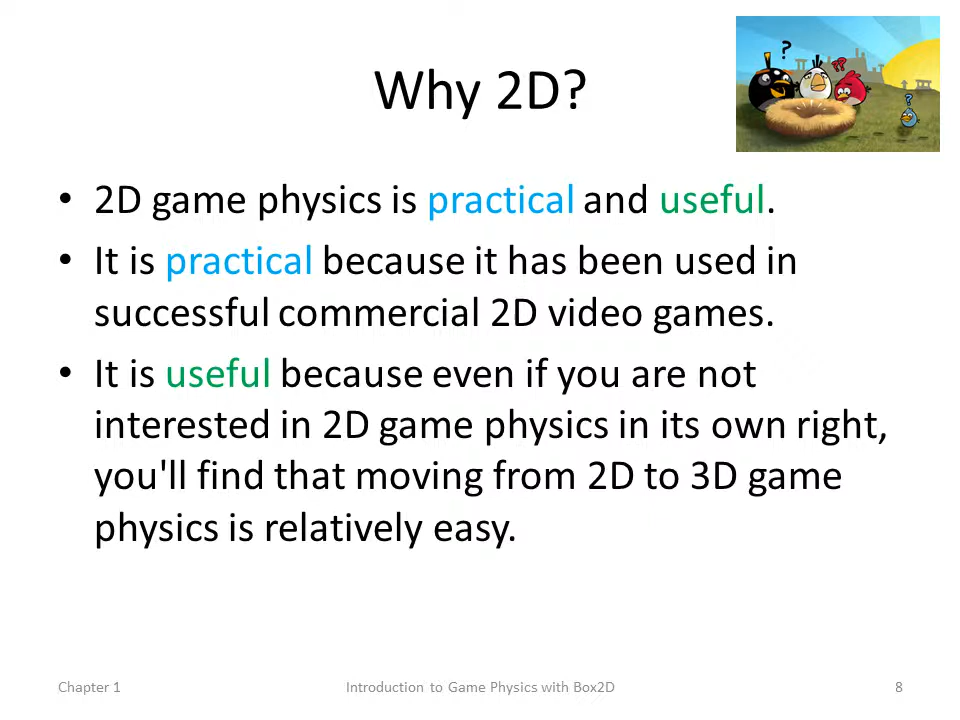 Why 2D?
• 2D game physics is practical and useful.
• It is practical because it has been used in
successful commercial 2D video games.
• It is useful because even if you are not
interested in 2D game physics in its own right,
you'll find that moving from 2D to 3D game
physics is relatively easy.
Chapter 1
Introduction to Game Physics with Box2D
8
?
??
?